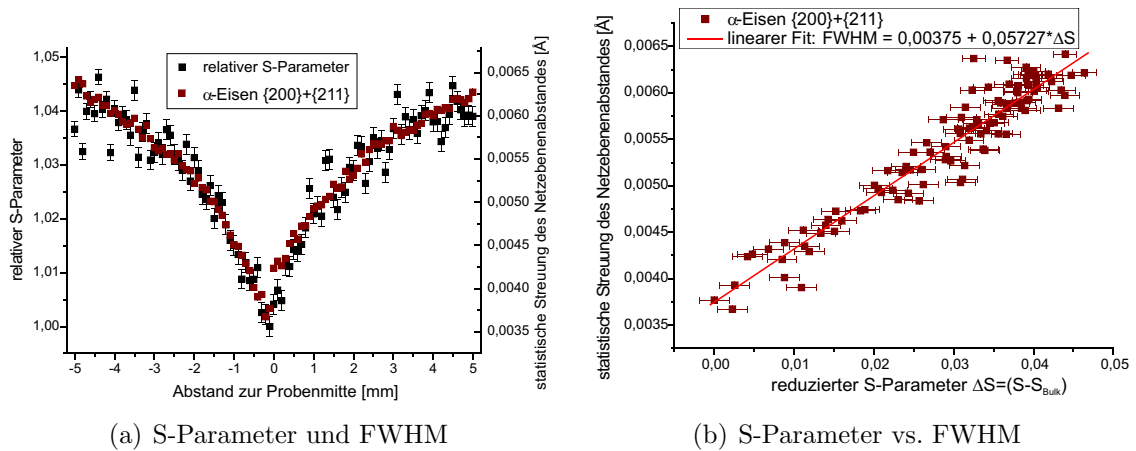 relativer S-Parameter
α-Eisen {200}+{211}
1,05
1,04
1,03
1,02
1,01
1,00
relativer S-Parameter
0,0065
0,0060
0,0055
0,0050
0,0045
0,0040
0,0035
statistische Streuung des Netzebenenabstandes [Å]
-5 -4 -3 -2 -1 0 1 2 3 4 5
Abstand zur Probenmitte [mm]
(a) S-Parameter und FWHM
α-Eisen {200}+{211}
linearer Fit: FWHM = 0,00375 + 0,05727*ΔS
0,0065
0,0060
0,0055
0,0050
0,0045
0,0040
0,0035
statistische Streuung des Netzebenenabstandes [Å]
0,00 0,01 0,02 0,03 0,04 0,05
reduzierter S-Parameter ΔS=(S-S_Bulk)
(b) S-Parameter vs. FWHM